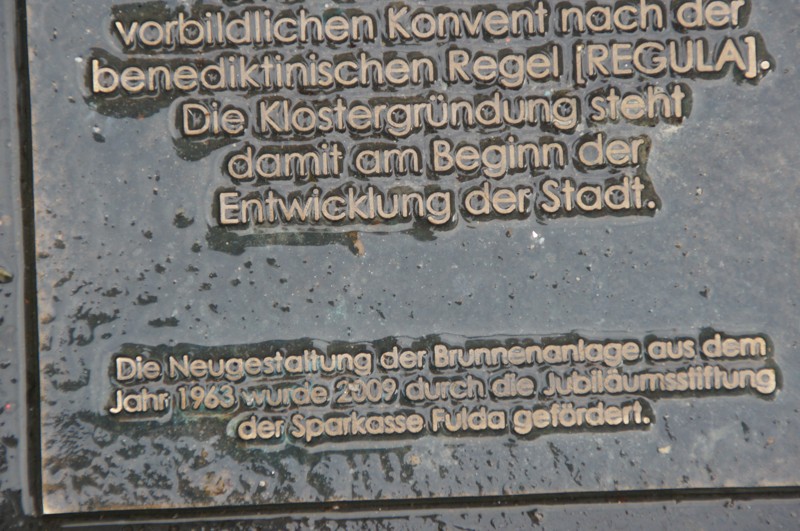 vorbildlichen Konvent nach der
benediktinischen Regel [REGULA].
Die Klostergründung steht
damit am Beginn der
Entwicklung der Stadt.
Die Neugestaltung der Brunnenanlage aus dem
Jahr 1963 wurde 2009 durch die Jubiläumsstiftung
der Sparkasse Fulda gefördert.